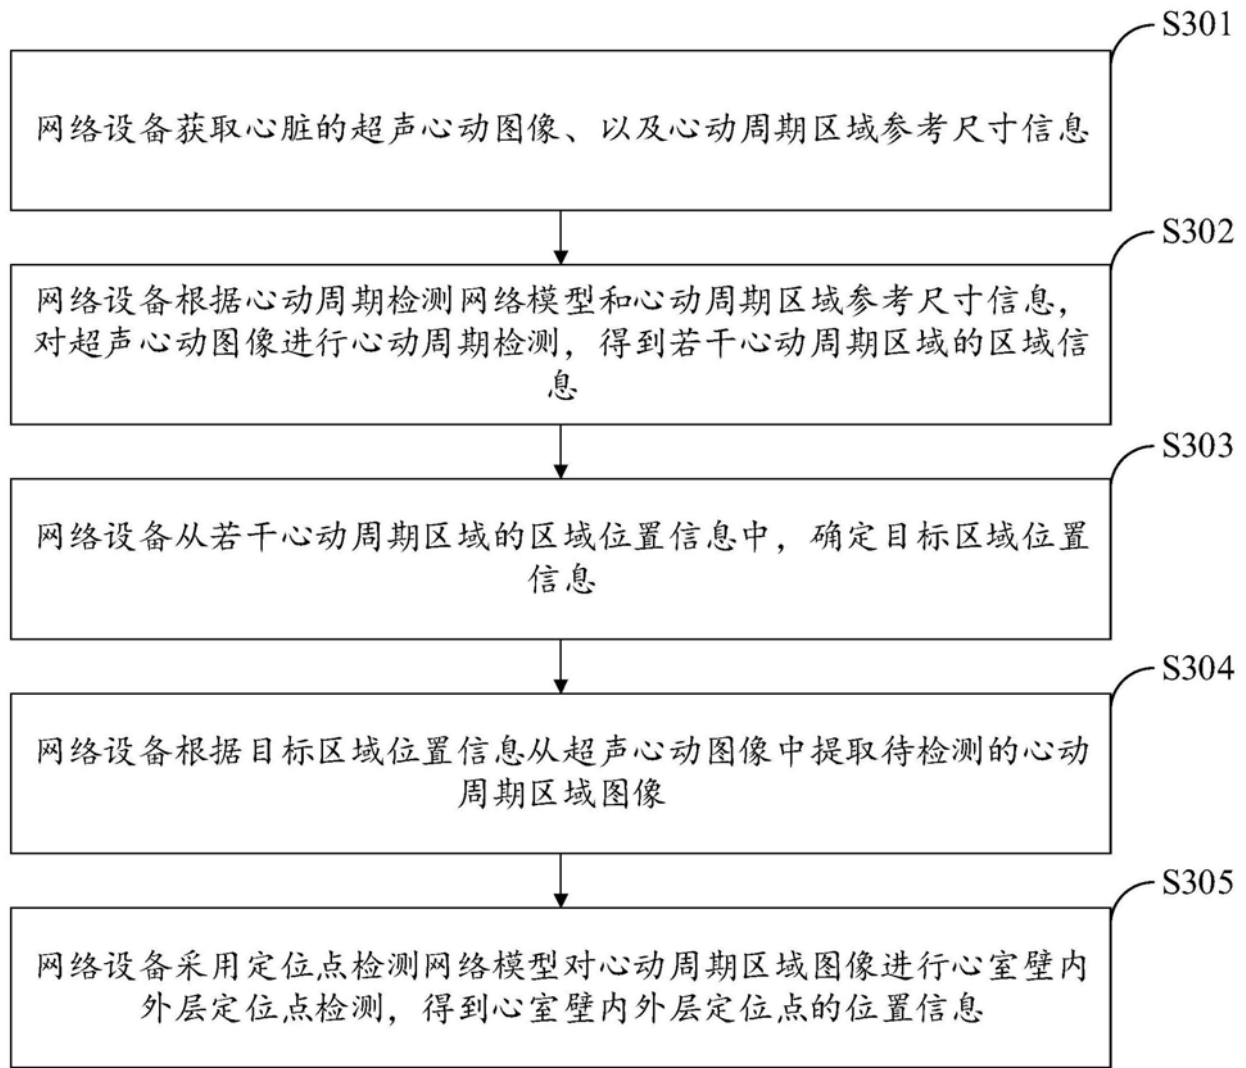 S301
网络设备获取心脏的超声心动图像、以及心动周期区域参考尺寸信息
S302
网络设备根据心动周期检测网络模型和心动周期区域参考尺寸信息，
对超声心动图像进行心动周期检测，得到若干心动周期区域的区域信
息
S303
网络设备从若干心动周期区域的区域位置信息中，确定目标区域位置
信息
S304
网络设备根据目标区域位置信息从超声心动图像中提取待检测的心动
周期区域图像
S305
网络设备采用定位点检测网络模型对心动周期区域图像进行心室壁内
外层定位点检测，得到心室壁内外层定位点的位置信息